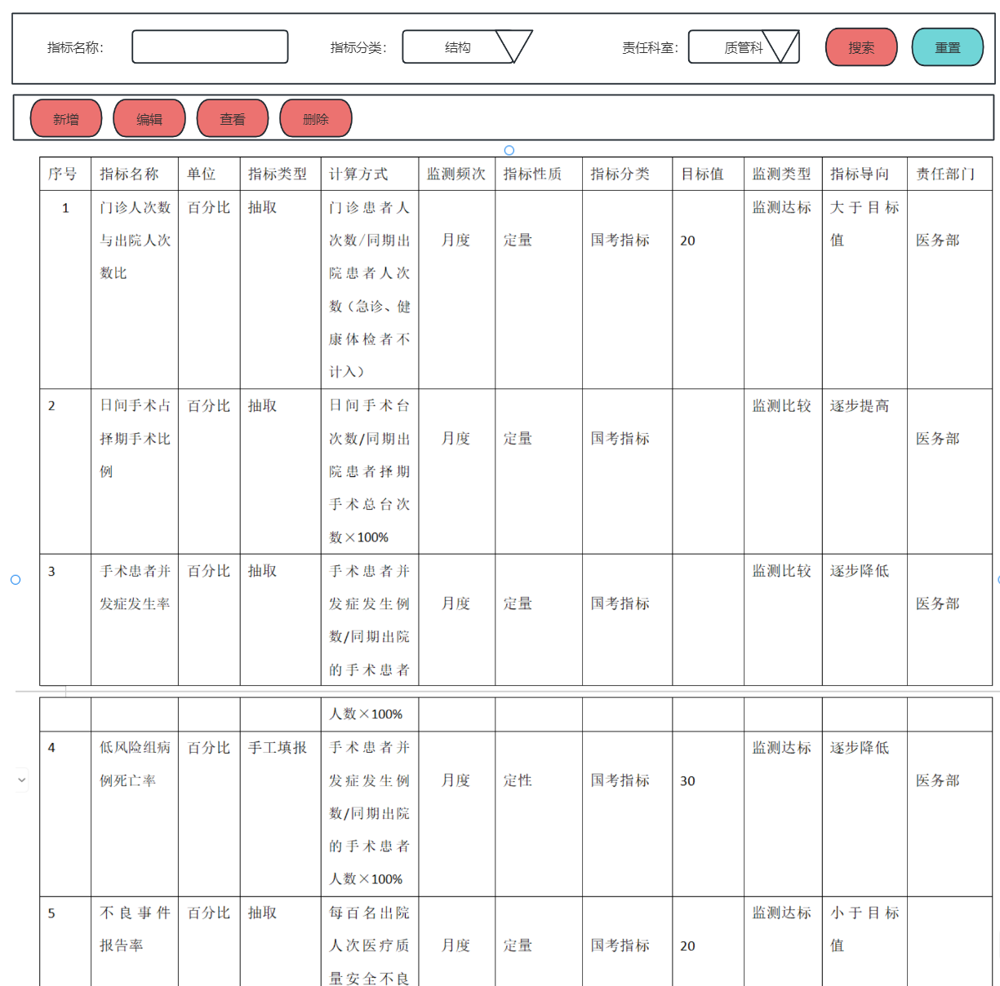 指标名称： 指标分类： 结构 责任科室： 质管科 搜索 重置
新增 编辑 查看 删除
序号 指标名称 单位 指标类型 计算方式 监测频次 指标性质 指标分类 目标值 监测类型 指标导向 责任部门
1 门诊人次数 百分比 抽取 门诊患者人 监测达标 大于目标
与出院人次 次数/同期出 月度 定量 国考指标 20 值 医务部
数比 院患者人次
数（急诊、健
康体检者不
计入）
2 日间手术占 百分比 抽取 日间手术台 监测比较 逐步提高
择期手术比 次数/同期出 月度 定量 国考指标 医务部
例 院患者择期
手术总台次
数×100%
3 手术患者并 百分比 抽取 手术患者并 监测比较 逐步降低
发症发生率 发症发生例 月度 定量 国考指标 医务部
数/同期出院
的手术患者
人数×100%
4 低风险组病 百分比 手工填报 手术患者并 监测达标 逐步降低
例死亡率 发症发生例 月度 定性 国考指标 30 医务部
数/同期出院
的手术患者
人数×100%
5 不良事件 百分比 抽取 每百名出院 监测达标 小于目标
报告率 人次医疗质 月度 定量 国考指标 20 值
量安全不良